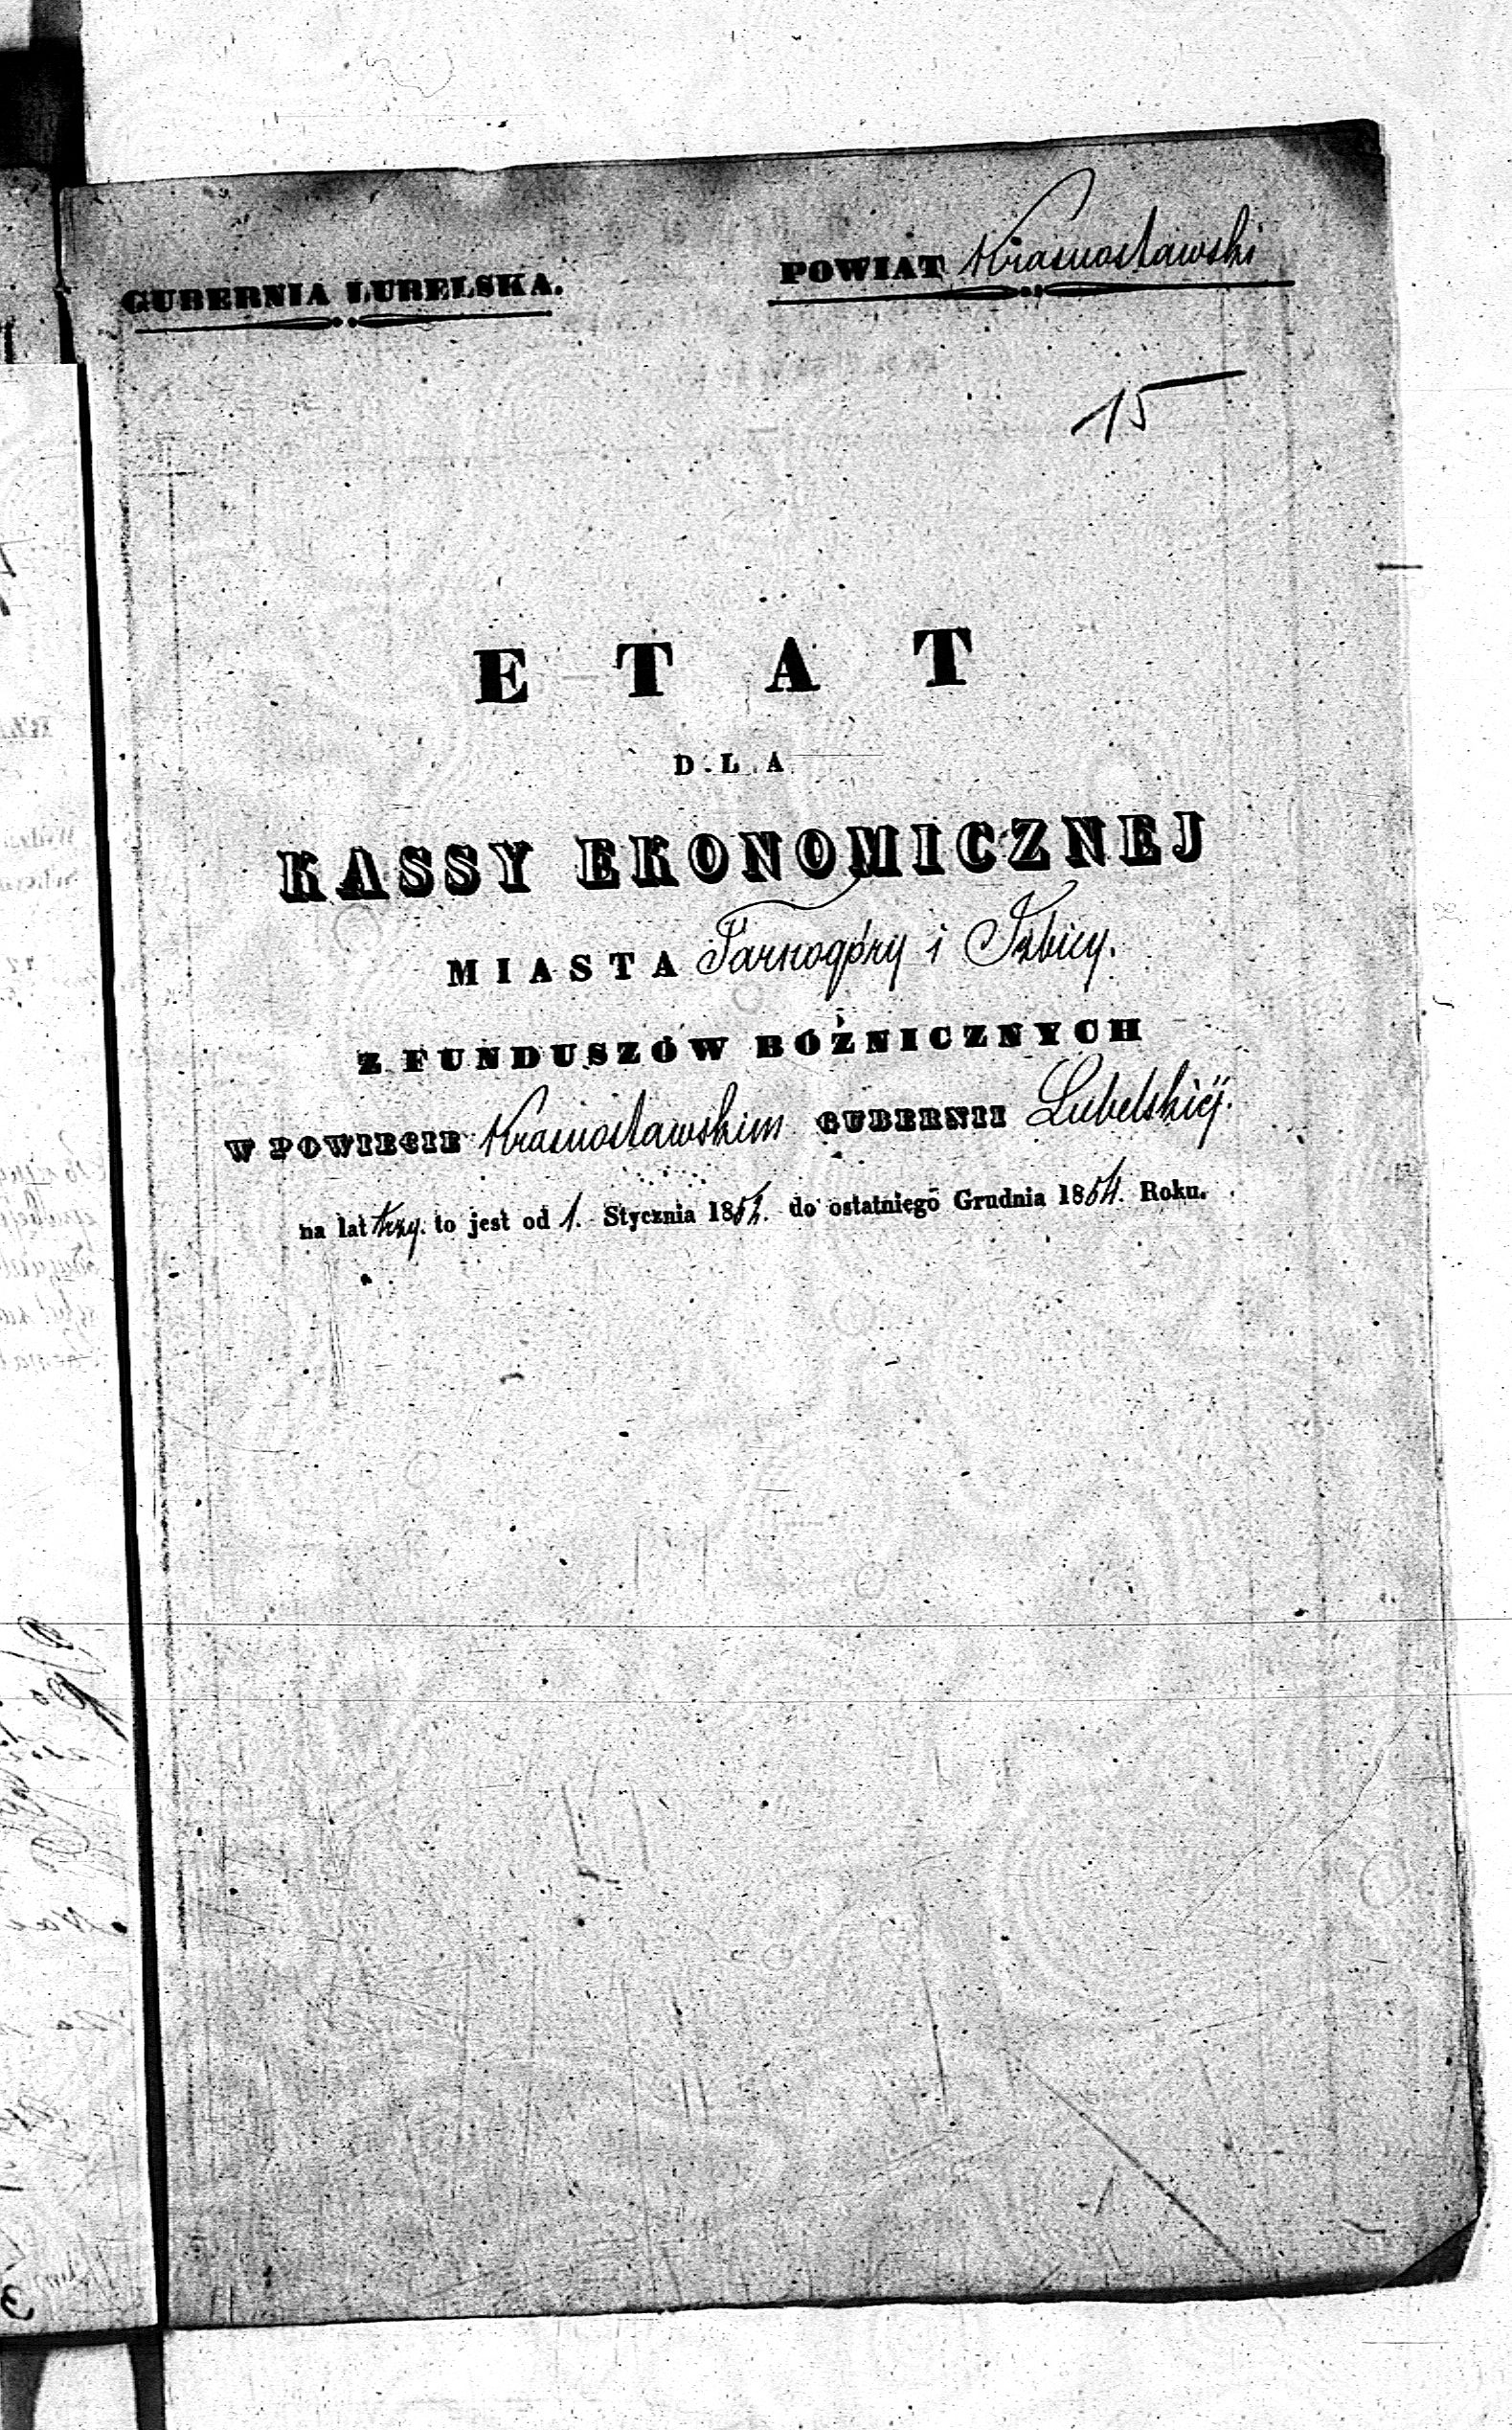 GUBERNIA LUBELSKA.
POWIAT Krasnostawski
15
ETAT
DLA
KASSY EKONOMICZNEJ
MIASTA Tarnogóry i Izbicy.
Z FUNDUSZÓW BÓŻNICZNYCH
W POWIECIE Krasnostawskim GUBERNII Lubelskiéj.
na lat trzy. to jest od 1. Stycznia 1852. do ostatniego Grudnia 1854. Roku.